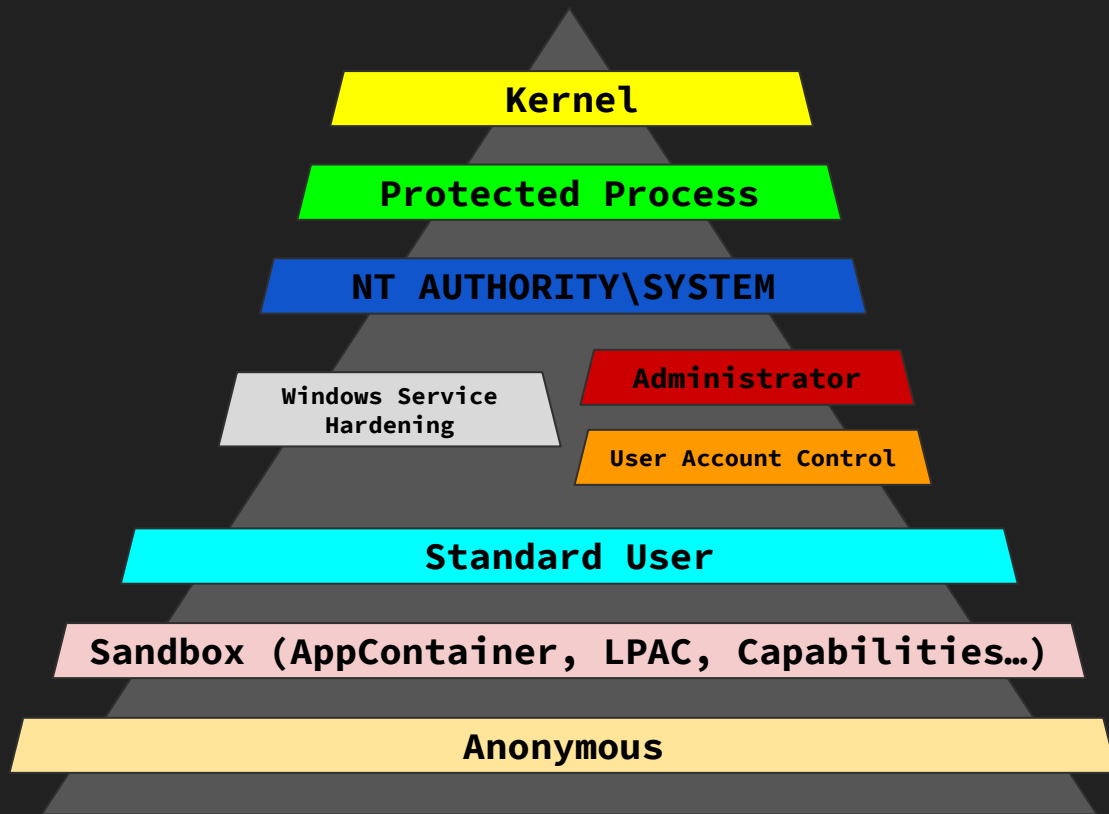 Kernel
Protected Process
NT AUTHORITY\SYSTEM
Windows Service
Hardening
Administrator
User Account Control
Standard User
Sandbox (AppContainer, LPAC, Capabilities…)
Anonymous